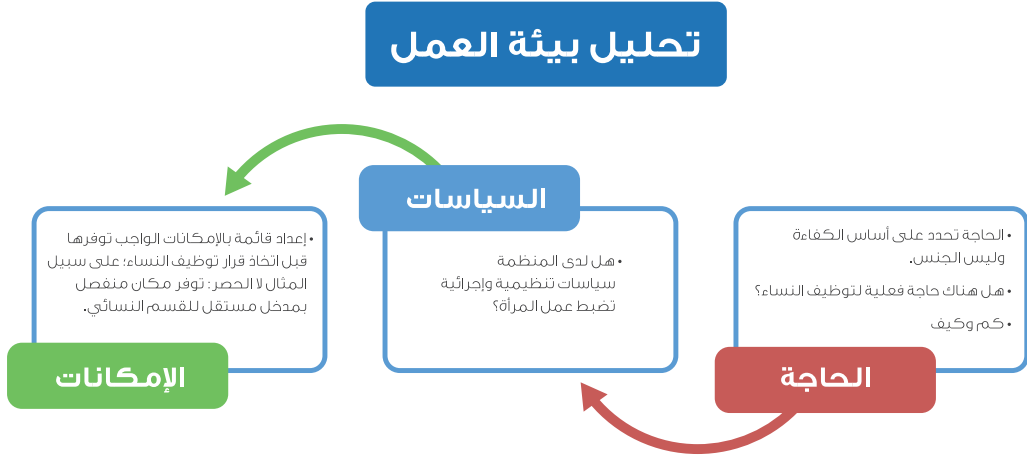 تحليل بيئة العمل
الحاجة
• الحاجة تحدد على أساس الكفاءة
وليس الجنس.
• هل هناك حاجة فعلية لتوظيف النساء؟
• كم وكيف
السياسات
• هل لدى المنظمة
سياسات تنظيمية وإجرائية
تضبط عمل المرأة؟
الإمكانات
• إعداد قائمة بالإمكانات الواجب توفرها
قبل اتخاذ قرار توظيف النساء؛ على سبيل
المثال لا الحصر: توفر مكان منفصل
بمدخل مستقل للقسم النسائي.